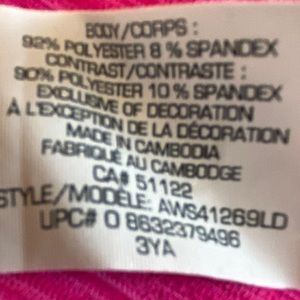 BODY/CORPS :
92% POLYESTER 8 % SPANDEX
CONTRAST/CONTRASTE :
90% POLYESTER 10 % SPANDEX
EXCLUSIVE OF DECORATION
À L'EXCEPTION DE LA DÉCORATION
MADE IN CAMBODIA
FABRIQUÉ AU CAMBODGE
CA# 51122
STYLE/MODÈLE: AWS41269LD
UPC# 0 8632379496
3YA